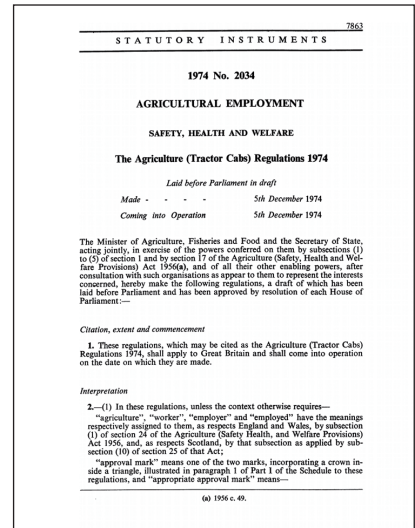 7863
STATUTORY INSTRUMENTS
1974 No. 2034
AGRICULTURAL EMPLOYMENT
SAFETY, HEALTH AND WELFARE
The Agriculture (Tractor Cabs) Regulations 1974
Laid before Parliament in draft
Made - - - - 5th December 1974
Coming into Operation 5th December 1974
The Minister of Agriculture, Fisheries and Food and the Secretary of State,
acting jointly, in exercise of the powers conferred on them by subsections (1)
to (5) of section 1 and by section 17 of the Agriculture (Safety, Health and Wel-
fare Provisions) Act 1956(a), and of all their other enabling powers, after
consultation with such organisations as appear to them to represent the interests
concerned, hereby make the following regulations, a draft of which has been
laid before Parliament and has been approved by resolution of each House of
Parliament:—
Citation, extent and commencement
1. These regulations, which may be cited as the Agriculture (Tractor Cabs)
Regulations 1974, shall apply to Great Britain and shall come into operation
on the date on which they are made.
Interpretation
2.—(1) In these regulations, unless the context otherwise requires—
"agriculture", "worker", "employer" and "employed" have the meanings
respectively assigned to them, as respects England and Wales, by subsection
(1) of section 24 of the Agriculture (Safety Health, and Welfare Provisions)
Act 1956, and, as respects Scotland, by that subsection as applied by sub-
section (10) of section 25 of that Act;
"approval mark" means one of the two marks, incorporating a crown in-
side a triangle, illustrated in paragraph 1 of Part I of the Schedule to these
regulations, and "appropriate approval mark" means—
(a) 1956 c. 49.